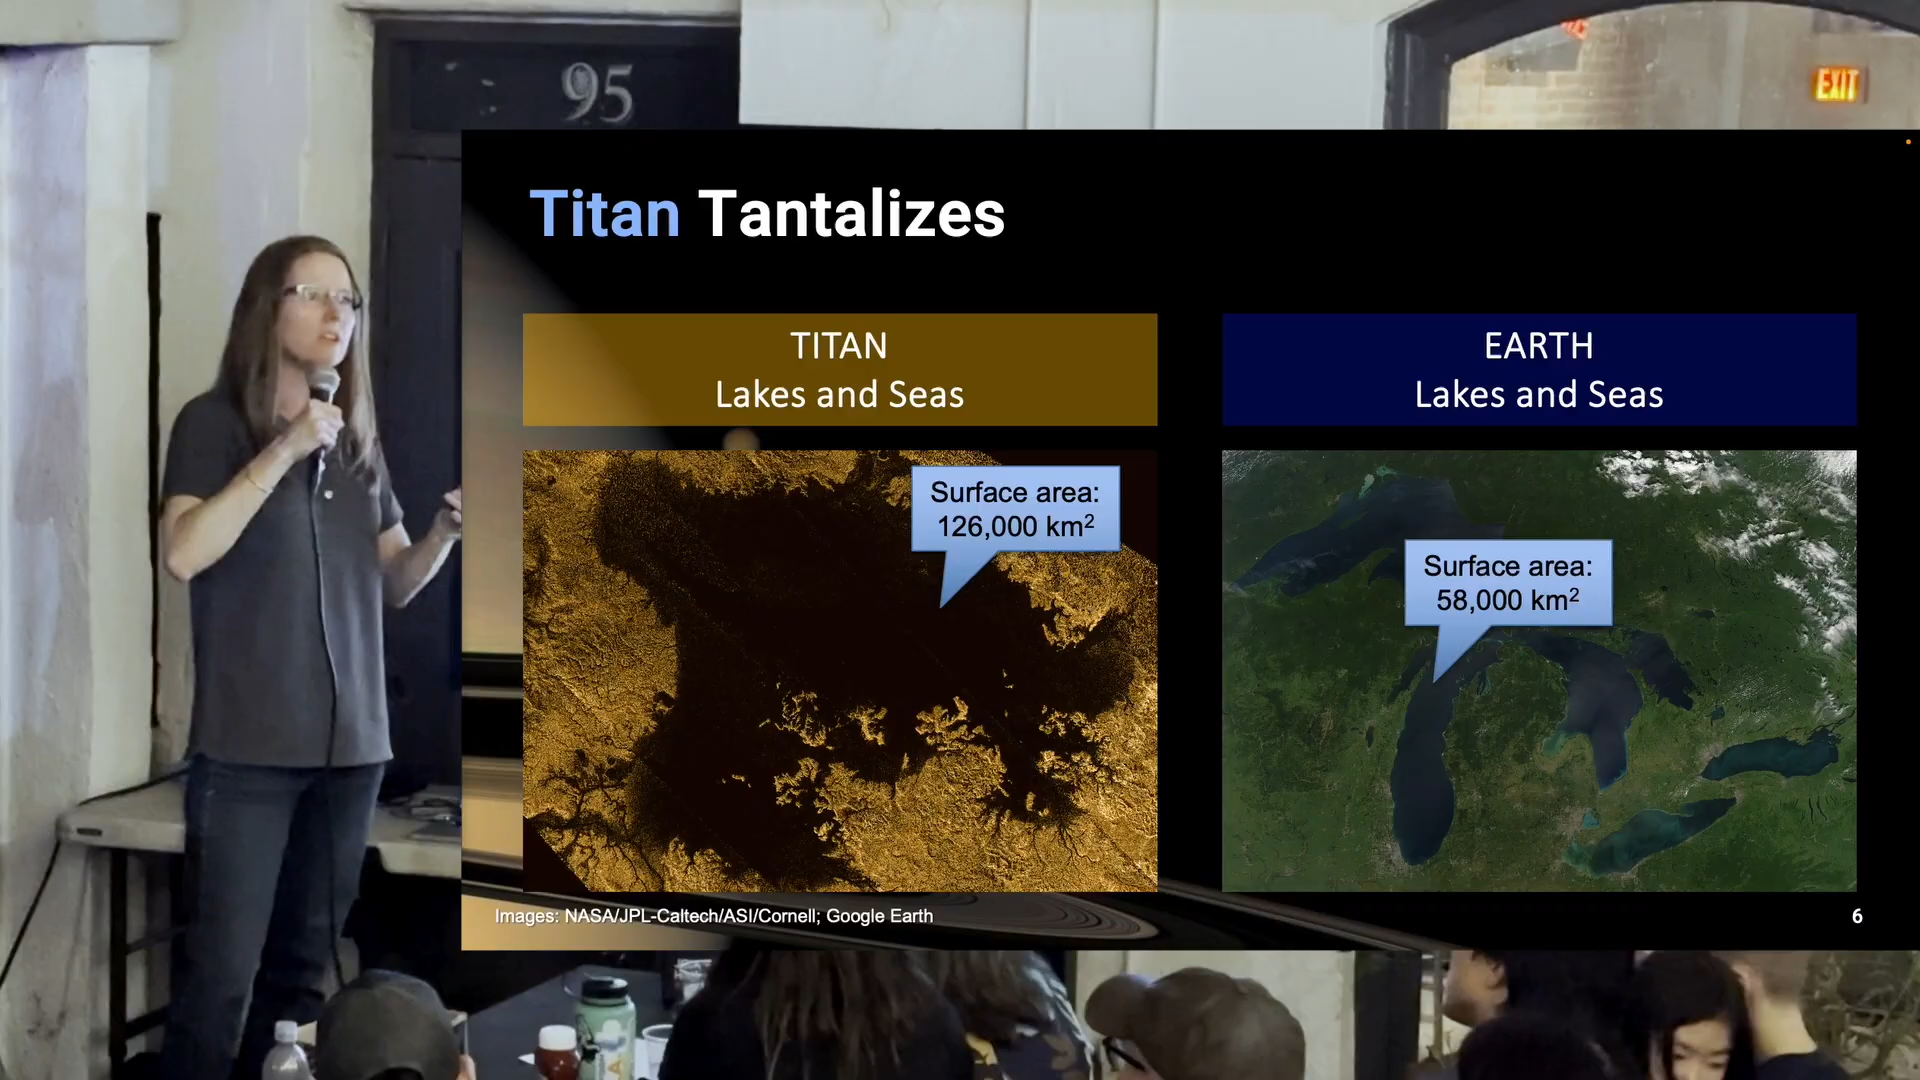 95
EXIT
Titan Tantalizes
TITAN
Lakes and Seas
EARTH
Lakes and Seas
Surface area:
126,000 km²
Surface area:
58,000 km²
Images: NASA/JPL-Caltech/ASI/Cornell; Google Earth
6